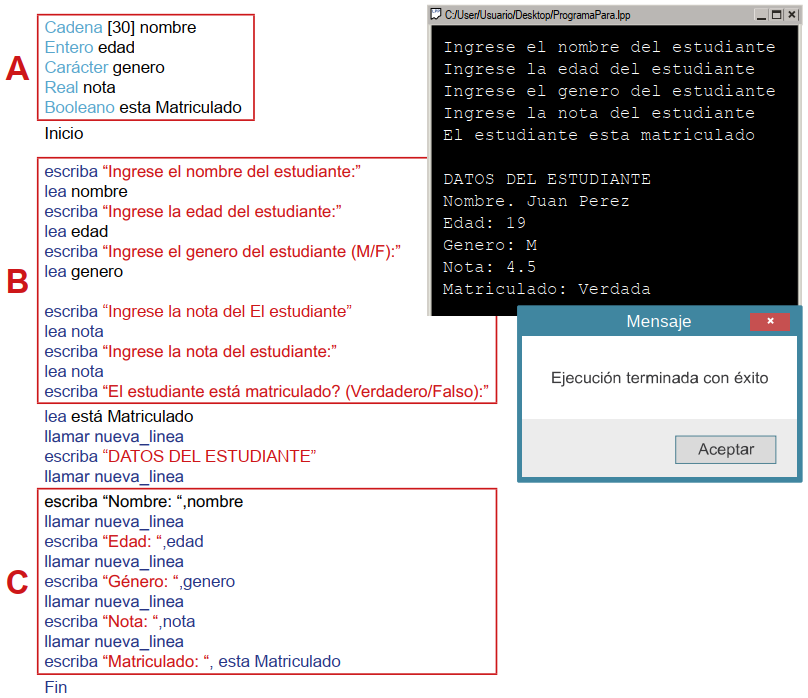 A
Cadena [30] nombre
Entero edad
Carácter genero
Real nota
Booleano esta Matriculado
Inicio
B
escriba “Ingrese el nombre del estudiante:”
lea nombre
escriba “Ingrese la edad del estudiante:”
lea edad
escriba “Ingrese el genero del estudiante (M/F):”
lea genero
escriba “Ingrese la nota del El estudiante”
lea nota
escriba “Ingrese la nota del estudiante:”
lea nota
escriba “El estudiante está matriculado? (Verdadero/Falso):”
lea está Matriculado
llamar nueva_linea
escriba “DATOS DEL ESTUDIANTE”
llamar nueva_linea
C
escriba “Nombre: “,nombre
llamar nueva_linea
escriba “Edad: “,edad
llamar nueva_linea
escriba “Género: “,genero
llamar nueva_linea
escriba “Nota: “,nota
llamar nueva_linea
escriba “Matriculado: “, esta Matriculado
Fin
C:/User/Usuario/Desktop/ProgramaPara.lpp
Ingrese el nombre del estudiante
Ingrese la edad del estudiante
Ingrese el genero del estudiante
Ingrese la nota del estudiante
El estudiante esta matriculado
DATOS DEL ESTUDIANTE
Nombre. Juan Perez
Edad: 19
Genero: M
Nota: 4.5
Matriculado: Verdada
Mensaje
Ejecución terminada con éxito
Aceptar